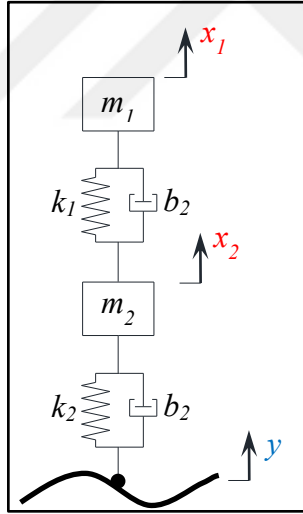 x₁
m₁
k₁ b₂
x₂
m₂
k₂ b₂
y